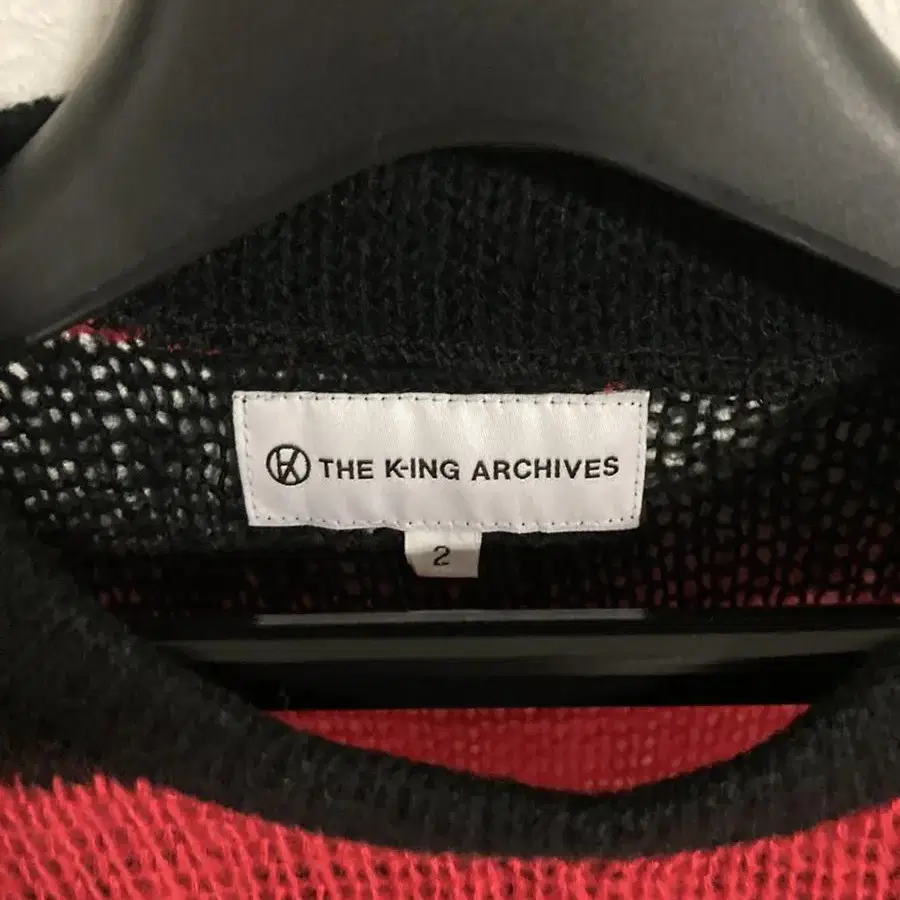 THE K-ING ARCHIVES
2